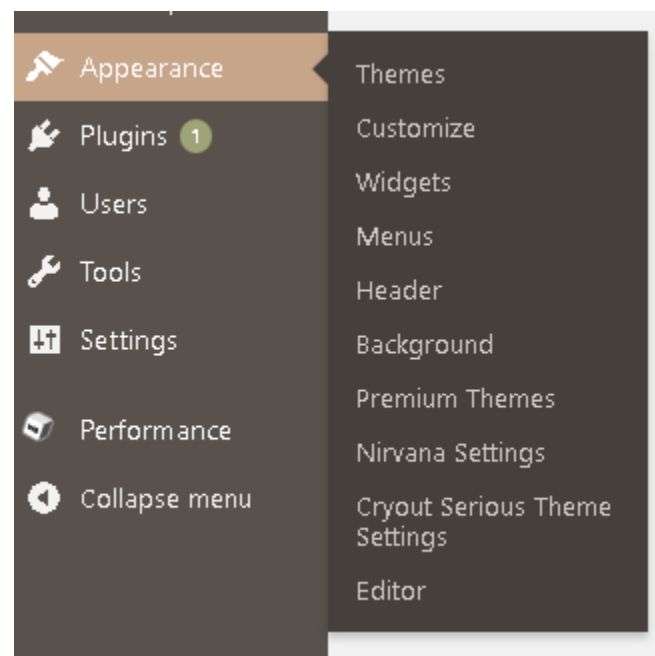 Appearance
Plugins 1
Users
Tools
Settings
Performance
Collapse menu
Themes
Customize
Widgets
Menus
Header
Background
Premium Themes
Nirvana Settings
Cryout Serious Theme
Settings
Editor